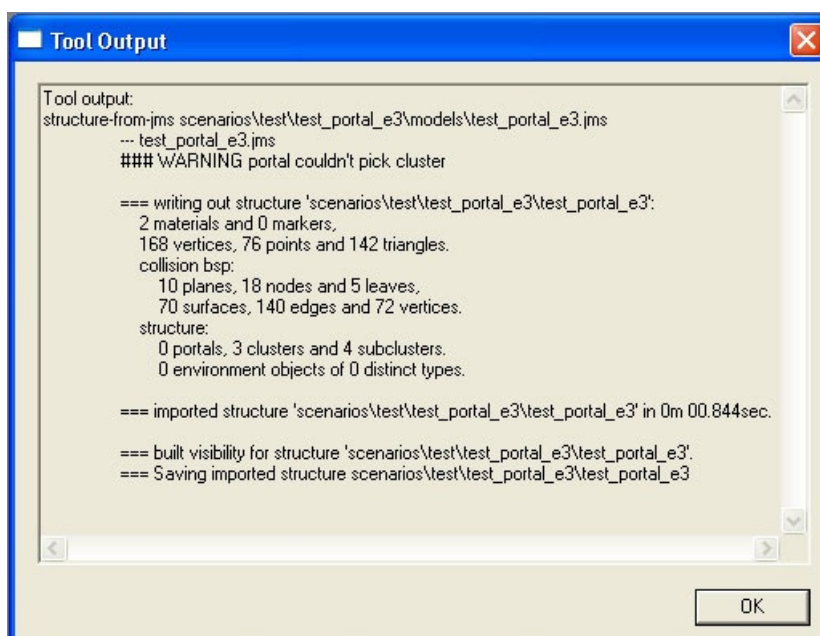 Tool Output
Tool output:
structure-from-jms scenarios\test\test_portal_e3\models\test_portal_e3.jms
--- test_portal_e3.jms
### WARNING portal couldn't pick cluster
=== writing out structure 'scenarios\test\test_portal_e3\test_portal_e3':
2 materials and 0 markers,
168 vertices, 76 points and 142 triangles.
collision bsp:
10 planes, 18 nodes and 5 leaves,
70 surfaces, 140 edges and 72 vertices.
structure:
0 portals, 3 clusters and 4 subclusters.
0 environment objects of 0 distinct types.
=== imported structure 'scenarios\test\test_portal_e3\test_portal_e3' in 0m 00.844sec.
=== built visibility for structure 'scenarios\test\test_portal_e3\test_portal_e3'.
=== Saving imported structure scenarios\test\test_portal_e3\test_portal_e3
OK